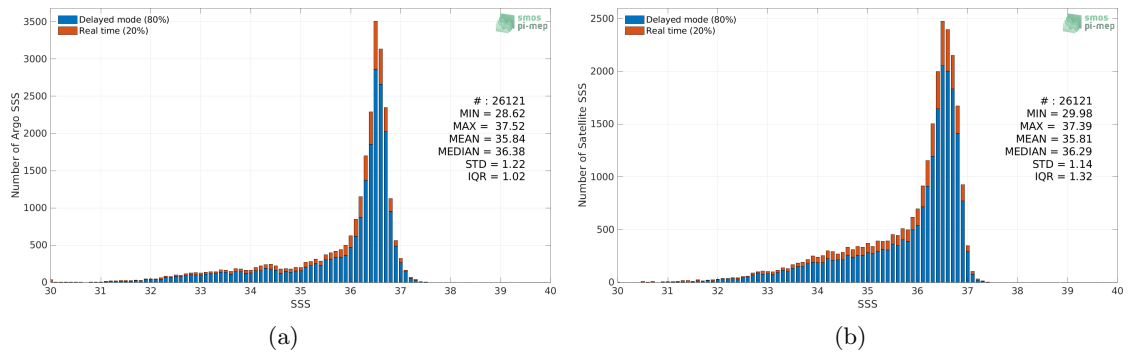 Delayed mode (80%)
Real time (20%)
smos
pi-mep
# : 26121
MIN = 28.62
MAX = 37.52
MEAN = 35.84
MEDIAN = 36.38
STD = 1.22
IQR = 1.02
Number of Argo SSS
3500
3000
2500
2000
1500
1000
500
0
30 31 32 33 34 35 36 37 38 39 40
SSS
(a)
Delayed mode (80%)
Real time (20%)
smos
pi-mep
# : 26121
MIN = 29.98
MAX = 37.39
MEAN = 35.81
MEDIAN = 36.29
STD = 1.14
IQR = 1.32
Number of Satellite SSS
2500
2000
1500
1000
500
0
30 31 32 33 34 35 36 37 38 39 40
SSS
(b)